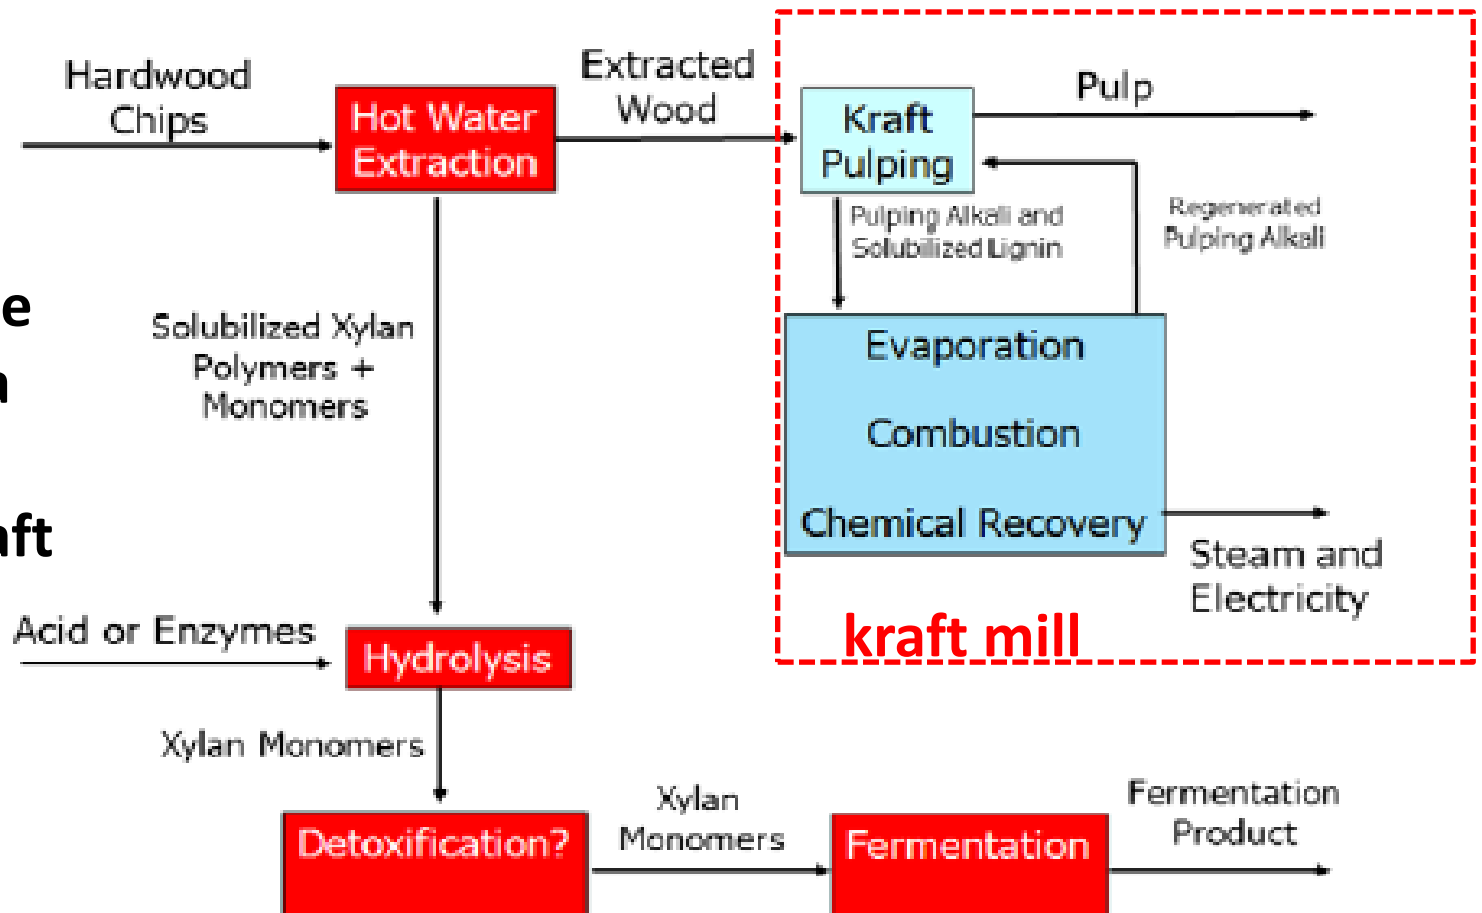 Hardwood
Chips
Hot Water
Extraction
Extracted
Wood
Kraft
Pulping
Pulp
Pulping Alkali and
Solubilized Lignin
Regenerated
Pulping Alkali
e
a
aft
Solubilized Xylan
Polymers +
Monomers
Evaporation
Combustion
Chemical Recovery
Steam and
Electricity
kraft mill
Acid or Enzymes
Hydrolysis
Xylan Monomers
Detoxification?
Xylan
Monomers
Fermentation
Fermentation
Product